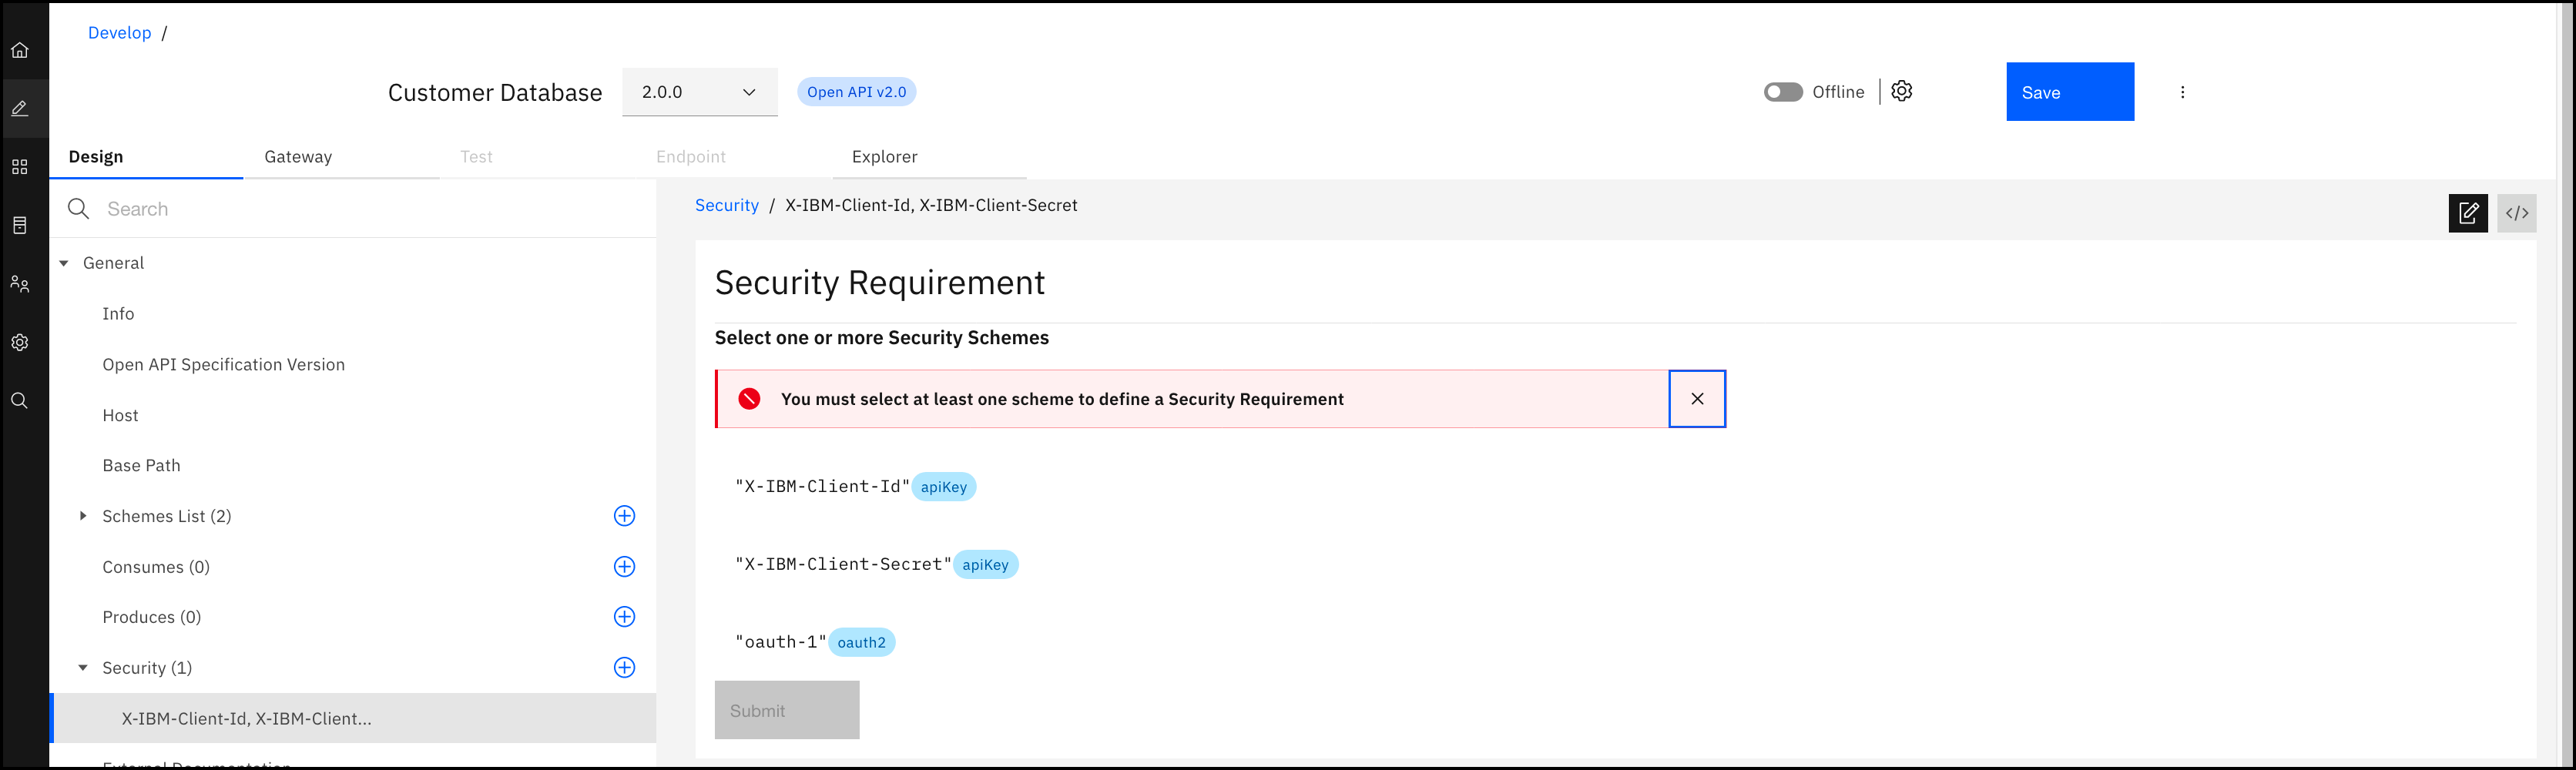 Develop /
Customer Database 2.0.0 Open API v2.0 Offline Save
Design Gateway Test Endpoint Explorer
Search
Security / X-IBM-Client-Id, X-IBM-Client-Secret
</>
General
Info
Open API Specification Version
Host
Base Path
Schemes List (2)
Consumes (0)
Produces (0)
Security (1)
X-IBM-Client-Id, X-IBM-Client...
External Documentation
Security Requirement
Select one or more Security Schemes
You must select at least one scheme to define a Security Requirement
"X-IBM-Client-Id" apiKey
"X-IBM-Client-Secret" apiKey
"oauth-1" oauth2
Submit